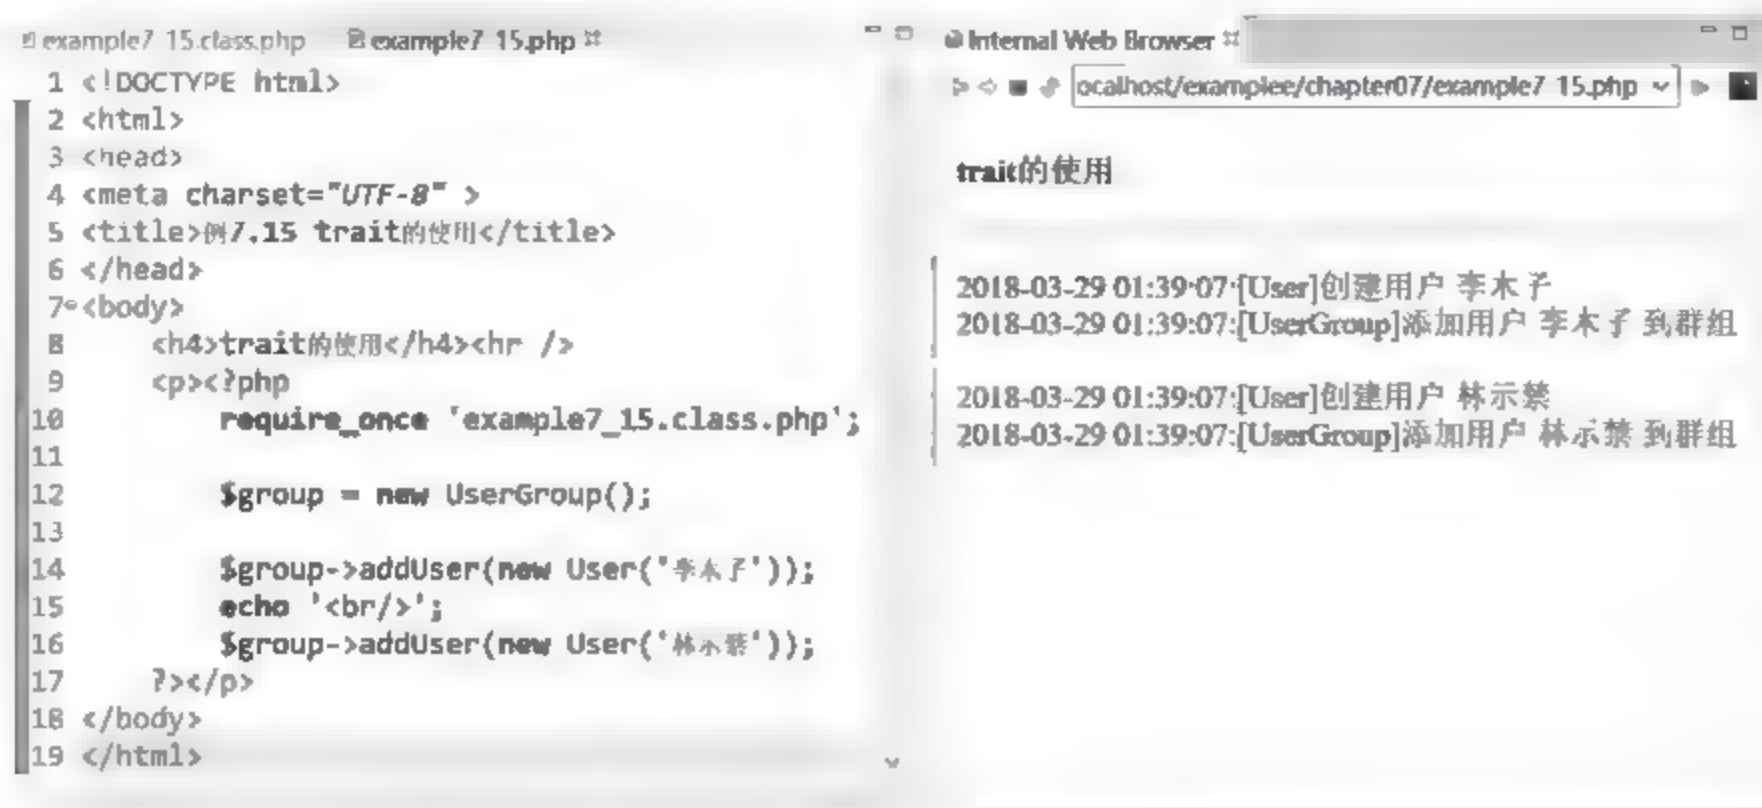 example7_15.class.php example7_15.php
1 <!DOCTYPE html>
2 <html>
3 <head>
4 <meta charset="UTF-8" >
5 <title>例7.15 trait的使用</title>
6 </head>
7 <body>
8 <h4>trait的使用</h4><hr />
9 <p><?php
10 require_once 'example7_15.class.php';
11
12 $group = new UserGroup();
13
14 $group->addUser(new User('李木子'));
15 echo '<br/>';
16 $group->addUser(new User('林示禁'));
17 ?></p>
18 </body>
19 </html>
Internal Web Browser
ocalhost/examplee/chapter07/example7_15.php
trait的使用
2018-03-29 01:39:07:[User]创建用户 李木子
2018-03-29 01:39:07:[UserGroup]添加用户 李木子 到群组
2018-03-29 01:39:07:[User]创建用户 林示禁
2018-03-29 01:39:07:[UserGroup]添加用户 林示禁 到群组